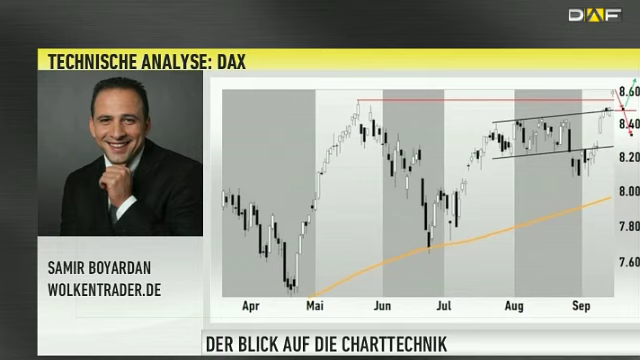 DAF
TECHNISCHE ANALYSE: DAX
8.60
8.40
8.20
8.00
7.80
7.60
Apr Mai Jun Jul Aug Sep
SAMIR BOYARDAN
WOLKENTRADER.DE
DER BLICK AUF DIE CHARTTECHNIK